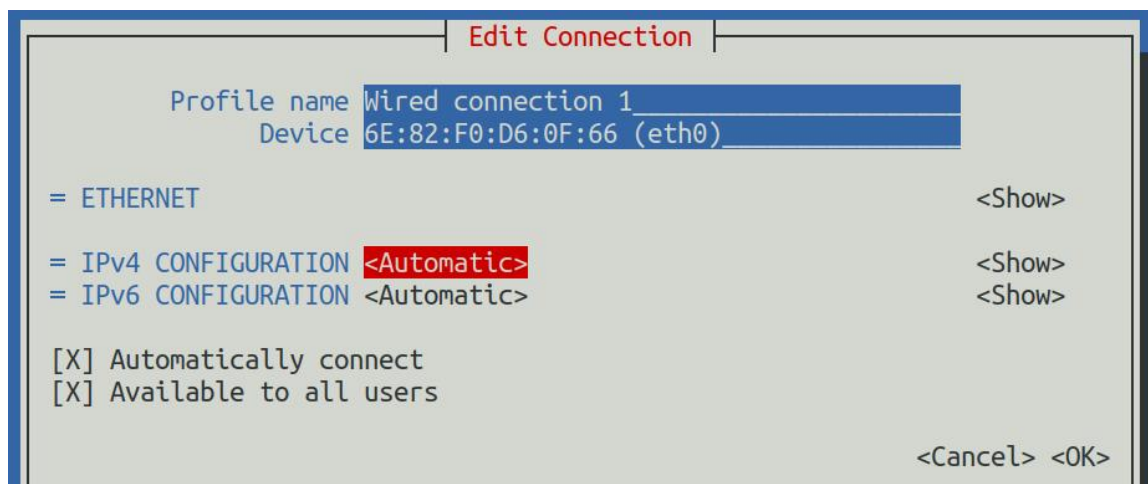 Edit Connection
Profile name Wired connection 1
Device 6E:82:F0:D6:0F:66 (eth0)
= ETHERNET <Show>
= IPv4 CONFIGURATION <Automatic> <Show>
= IPv6 CONFIGURATION <Automatic> <Show>
[X] Automatically connect
[X] Available to all users
<Cancel> <OK>